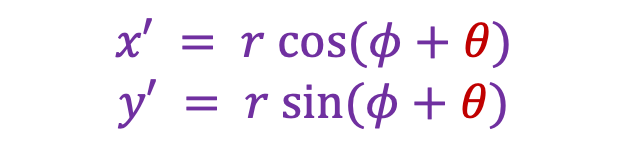 x′ = r cos(ϕ + θ)
y′ = r sin(ϕ + θ)